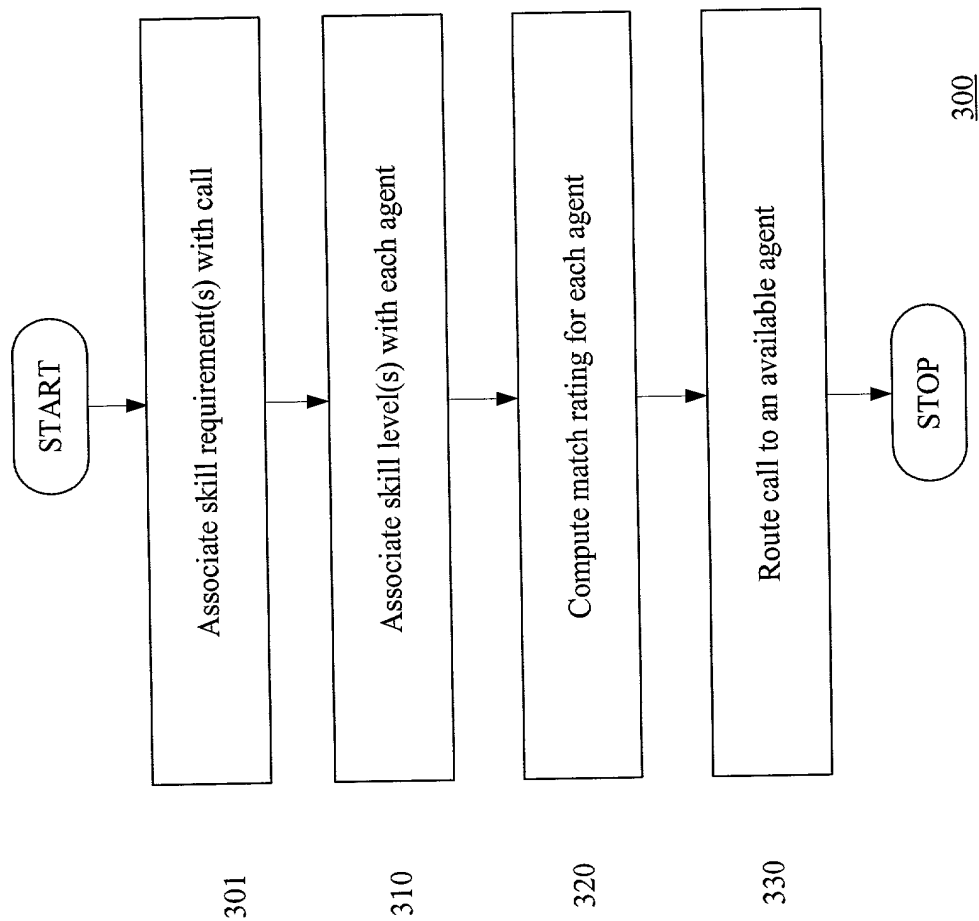 START
301
Associate skill requirement(s) with call
310
Associate skill level(s) with each agent
320
Compute match rating for each agent
330
Route call to an available agent
STOP
300